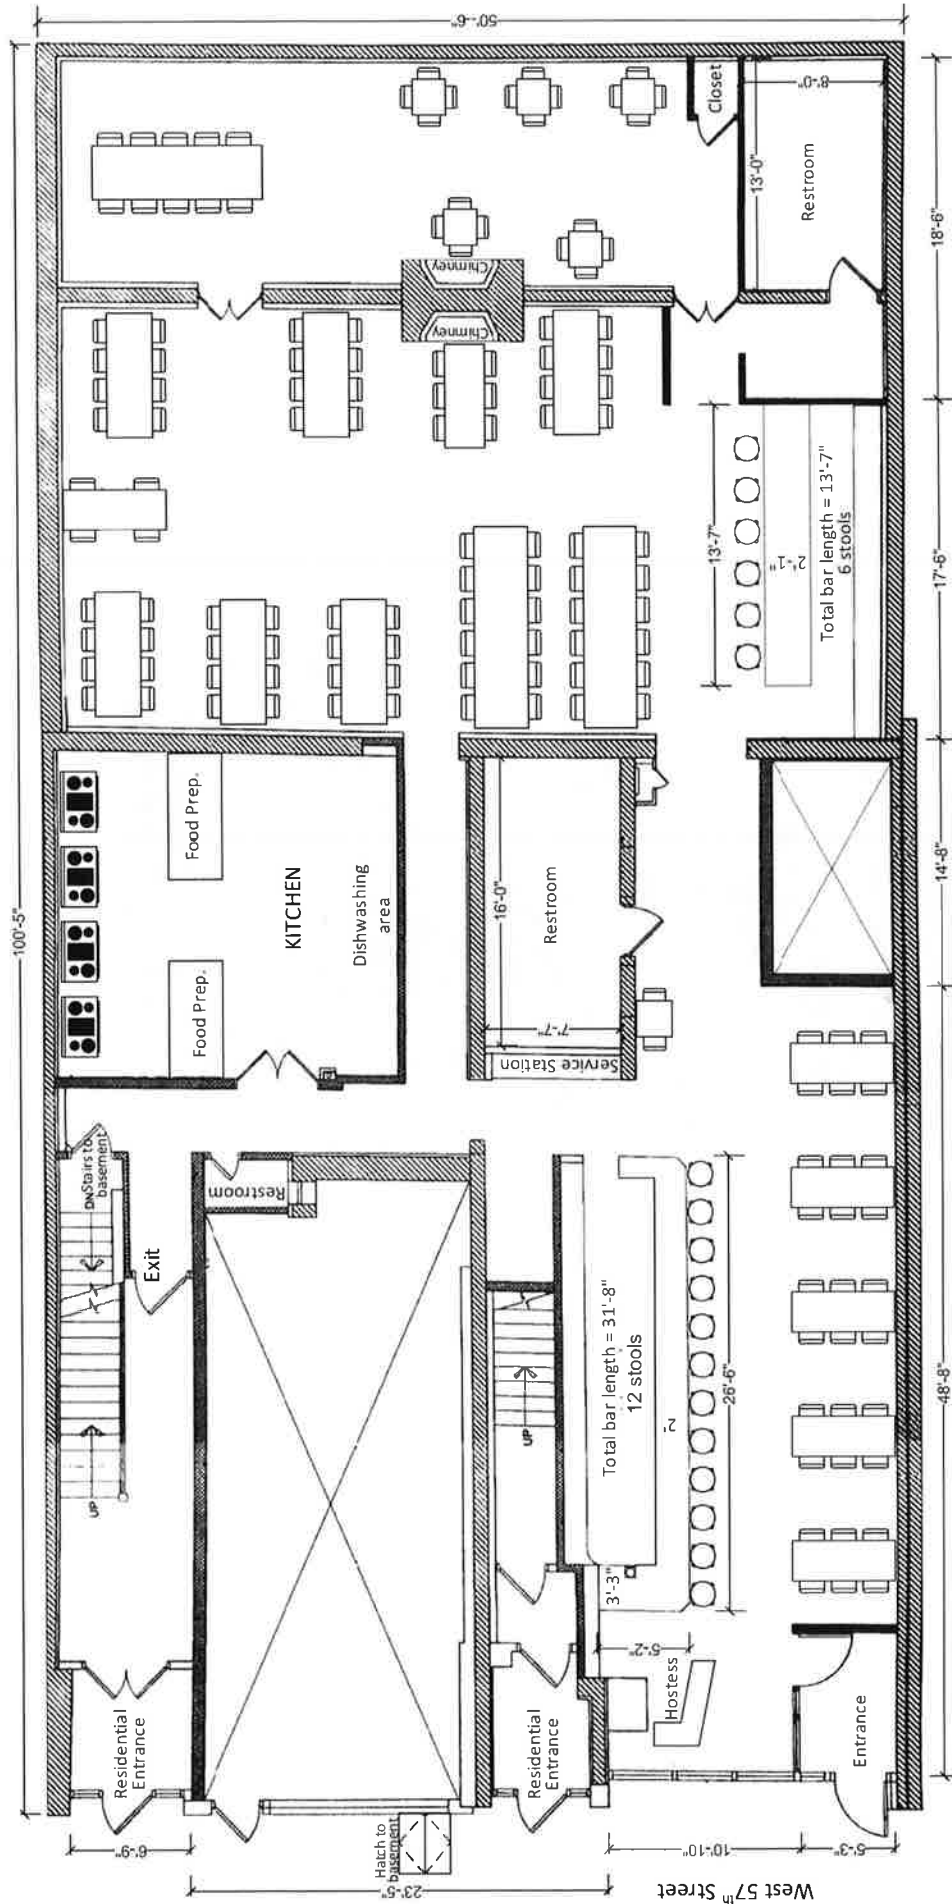 50'-6"
100'-5"
Closet
8'-0"
13'-0"
Restroom
18'-6"
Chimney
Chimney
13'-7"
2'-1"
Total bar length = 13'-7"
6 stools
17'-6"
Food Prep.
Food Prep.
KITCHEN
Dishwashing
area
16'-0"
Restroom
7'-7"
Service Station
14'-8"
DN
Stairs to
basement
Exit
UP
Restroom
UP
Total bar length = 31'-8"
12 stools
2'
26'-6"
3'-3"
5'-2"
48'-8"
Hostess
Residential
Entrance
Residential
Entrance
Entrance
6'-9"
Hatch to
basement
23'-5"
10'-10"
5'-3"
West 57th Street